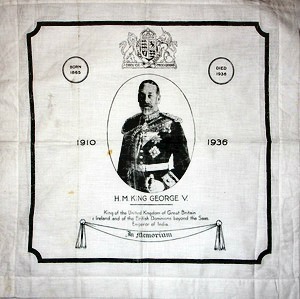 BORN
1865
DIED
1936
1910
1936
H.M KING GEORGE V.
King of the United Kingdom of Great Britain
& Ireland and of the British Dominions beyond the Seas
Emperor of India
In Memoriam